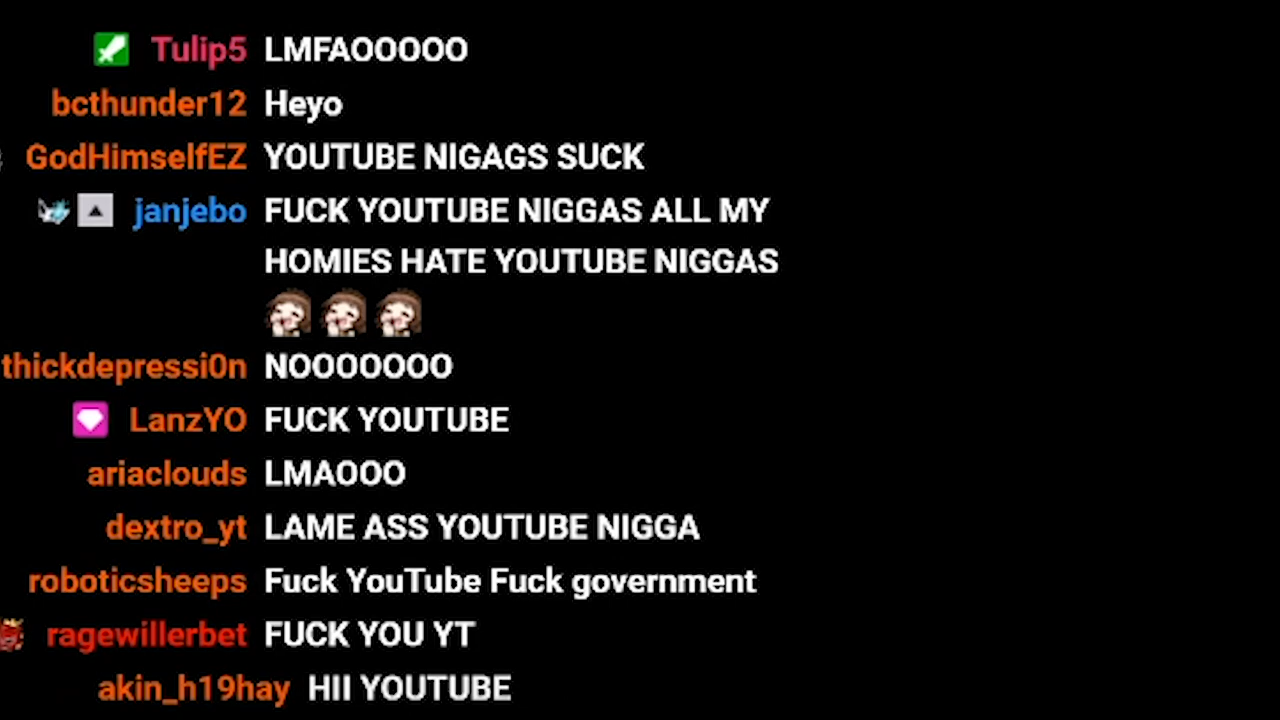 Tulip5 LMFAOOOOO
bcthunder12 Heyo
GodHimselfEZ YOUTUBE NIGAGS SUCK
janjebo FUCK YOUTUBE NIGGAS ALL MY
HOMIES HATE YOUTUBE NIGGAS
thickdepressi0n NOOOOOOO
LanzYO FUCK YOUTUBE
ariaclouds LMAOOO
dextro_yt LAME ASS YOUTUBE NIGGA
roboticsheeps Fuck YouTube Fuck government
ragewillerbet FUCK YOU YT
akin_h19hay HII YOUTUBE